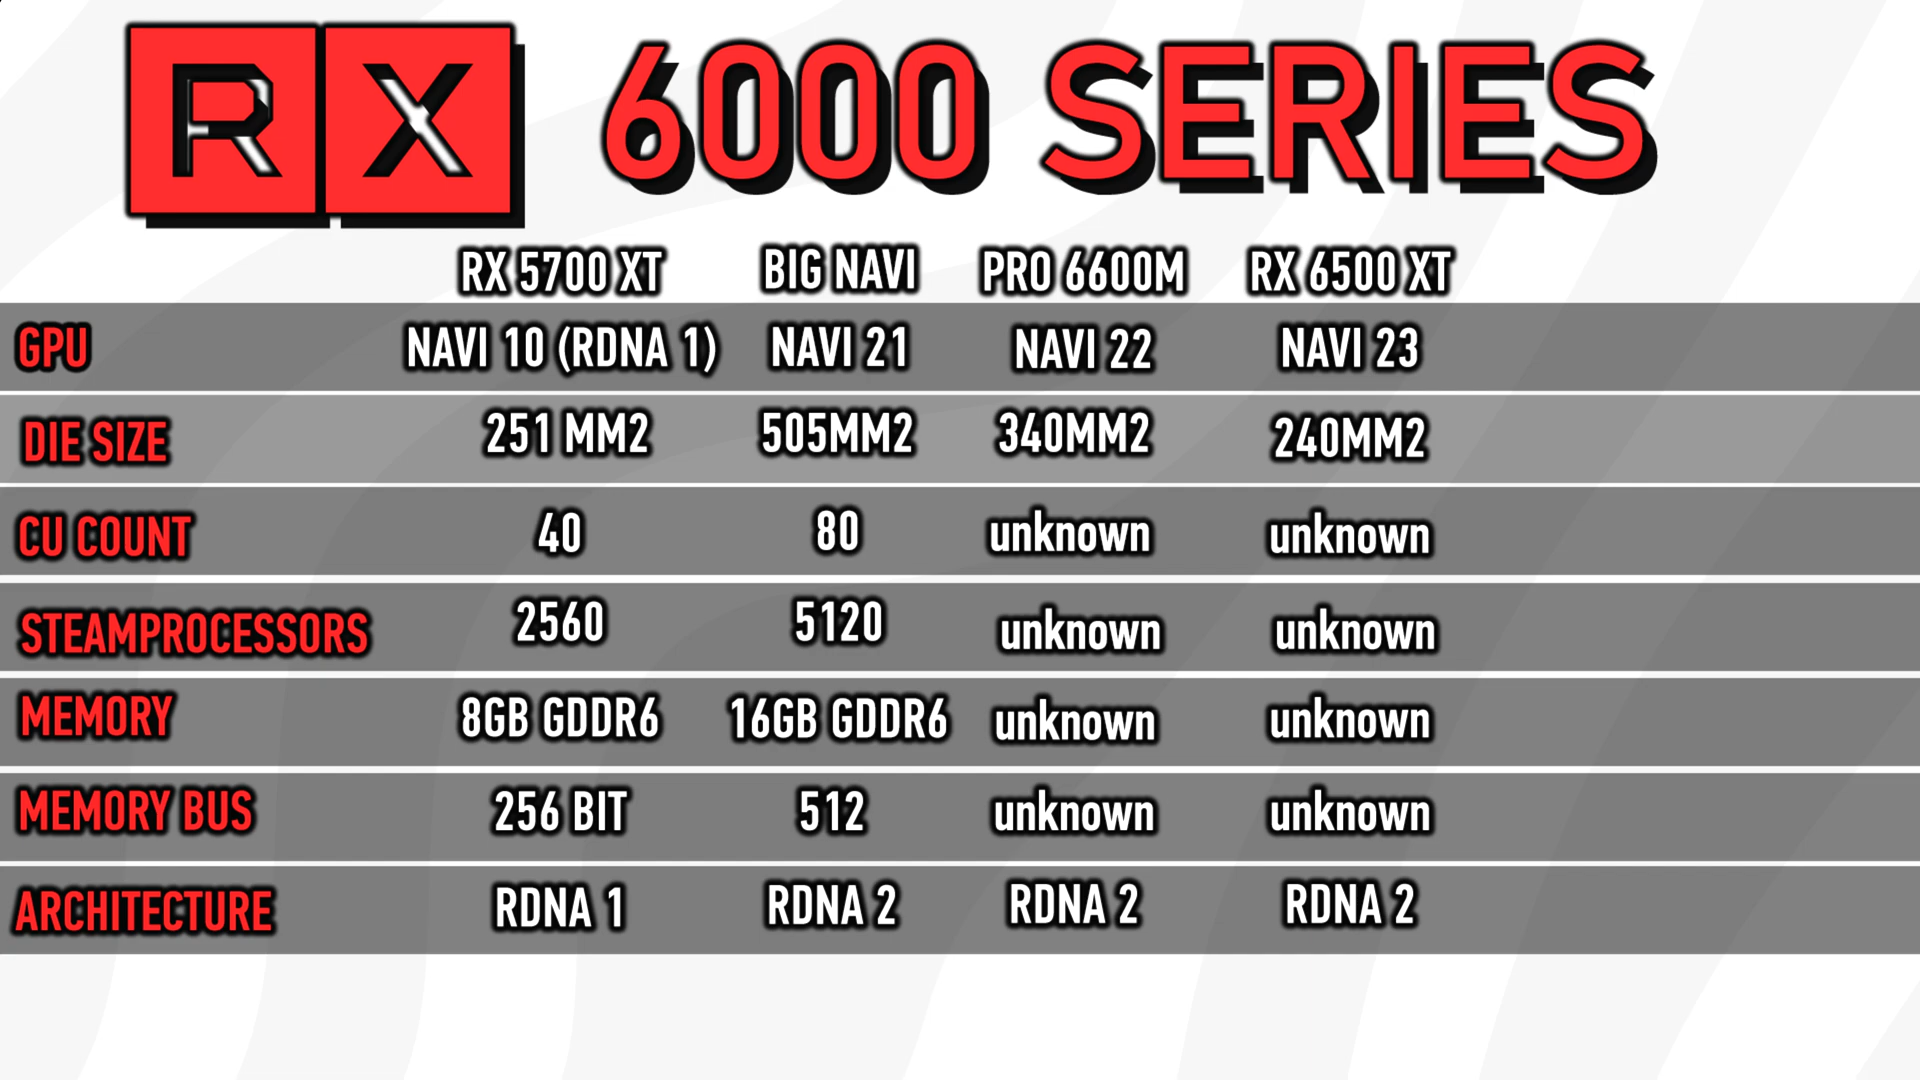 RX 6000 SERIES
RX 5700 XT BIG NAVI PRO 6600M RX 6500 XT
GPU NAVI 10 (RDNA 1) NAVI 21 NAVI 22 NAVI 23
DIE SIZE 251 MM2 505MM2 340MM2 240MM2
CU COUNT 40 80 unknown unknown
STEAMPROCESSORS 2560 5120 unknown unknown
MEMORY 8GB GDDR6 16GB GDDR6 unknown unknown
MEMORY BUS 256 BIT 512 unknown unknown
ARCHITECTURE RDNA 1 RDNA 2 RDNA 2 RDNA 2